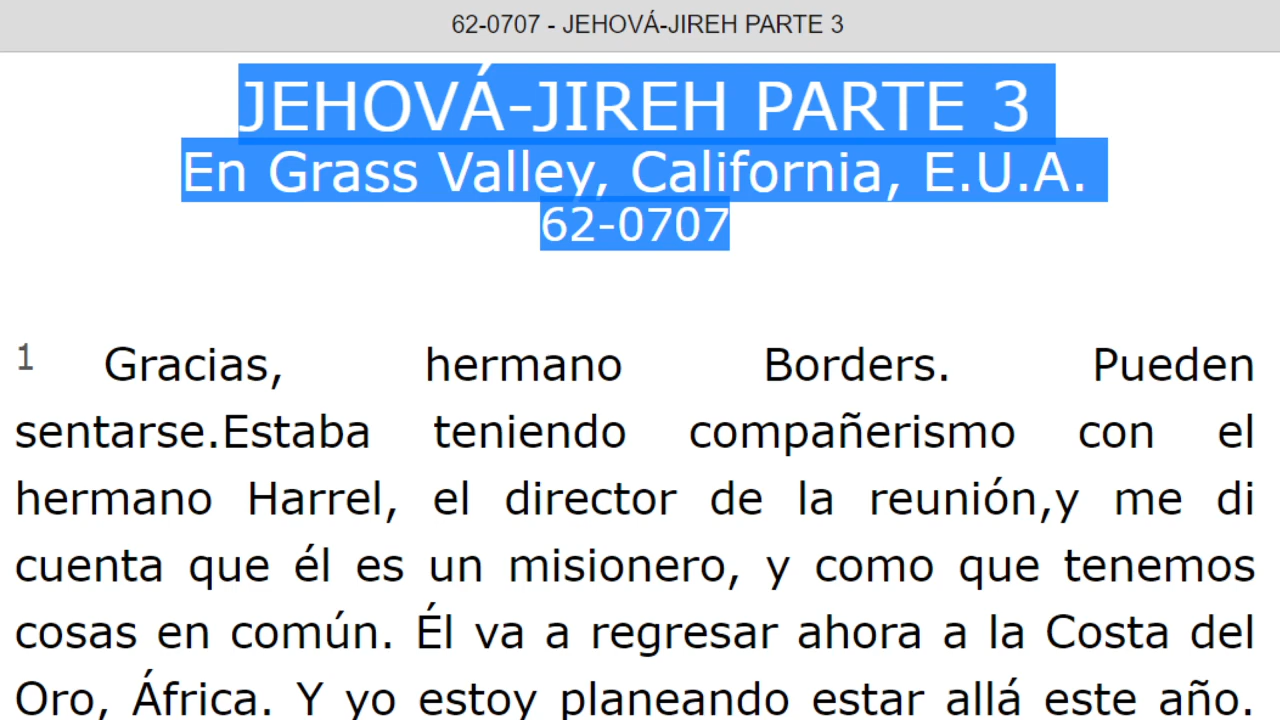 62-0707 - JEHOVÁ-JIREH PARTE 3
JEHOVÁ-JIREH PARTE 3
En Grass Valley, California, E.U.A.
62-0707
1 Gracias, hermano Borders. Pueden
sentarse.Estaba teniendo compañerismo con el
hermano Harrel, el director de la reunión,y me di
cuenta que él es un misionero, y como que tenemos
cosas en común. Él va a regresar ahora a la Costa del
Oro, África. Y yo estoy planeando estar allá este año.